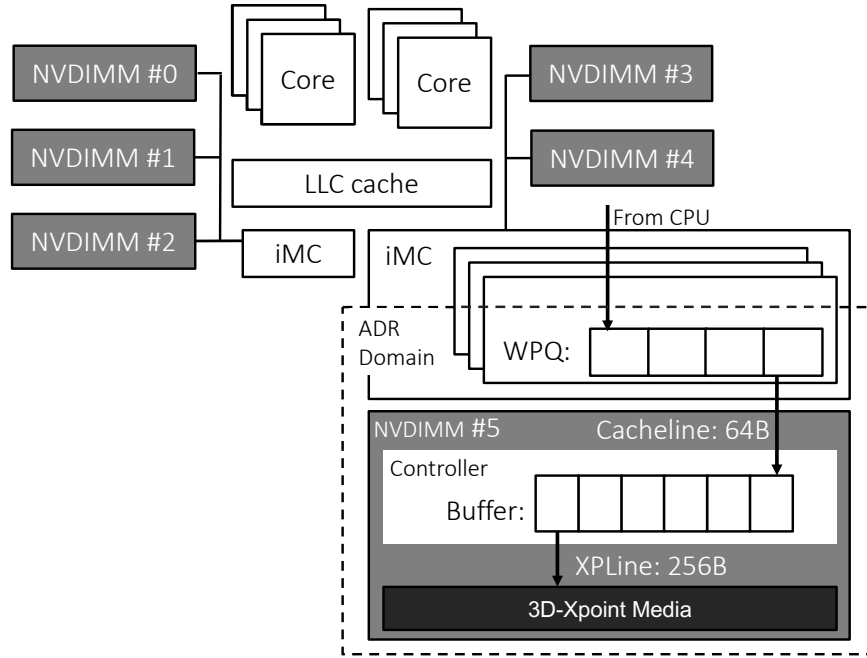 NVDIMM #0
Core
Core
NVDIMM #3
NVDIMM #1
LLC cache
NVDIMM #4
NVDIMM #2
iMC
From CPU
iMC
ADR
Domain
WPQ:
NVDIMM #5
Cacheline: 64B
Controller
Buffer:
XPLine: 256B
3D-Xpoint Media